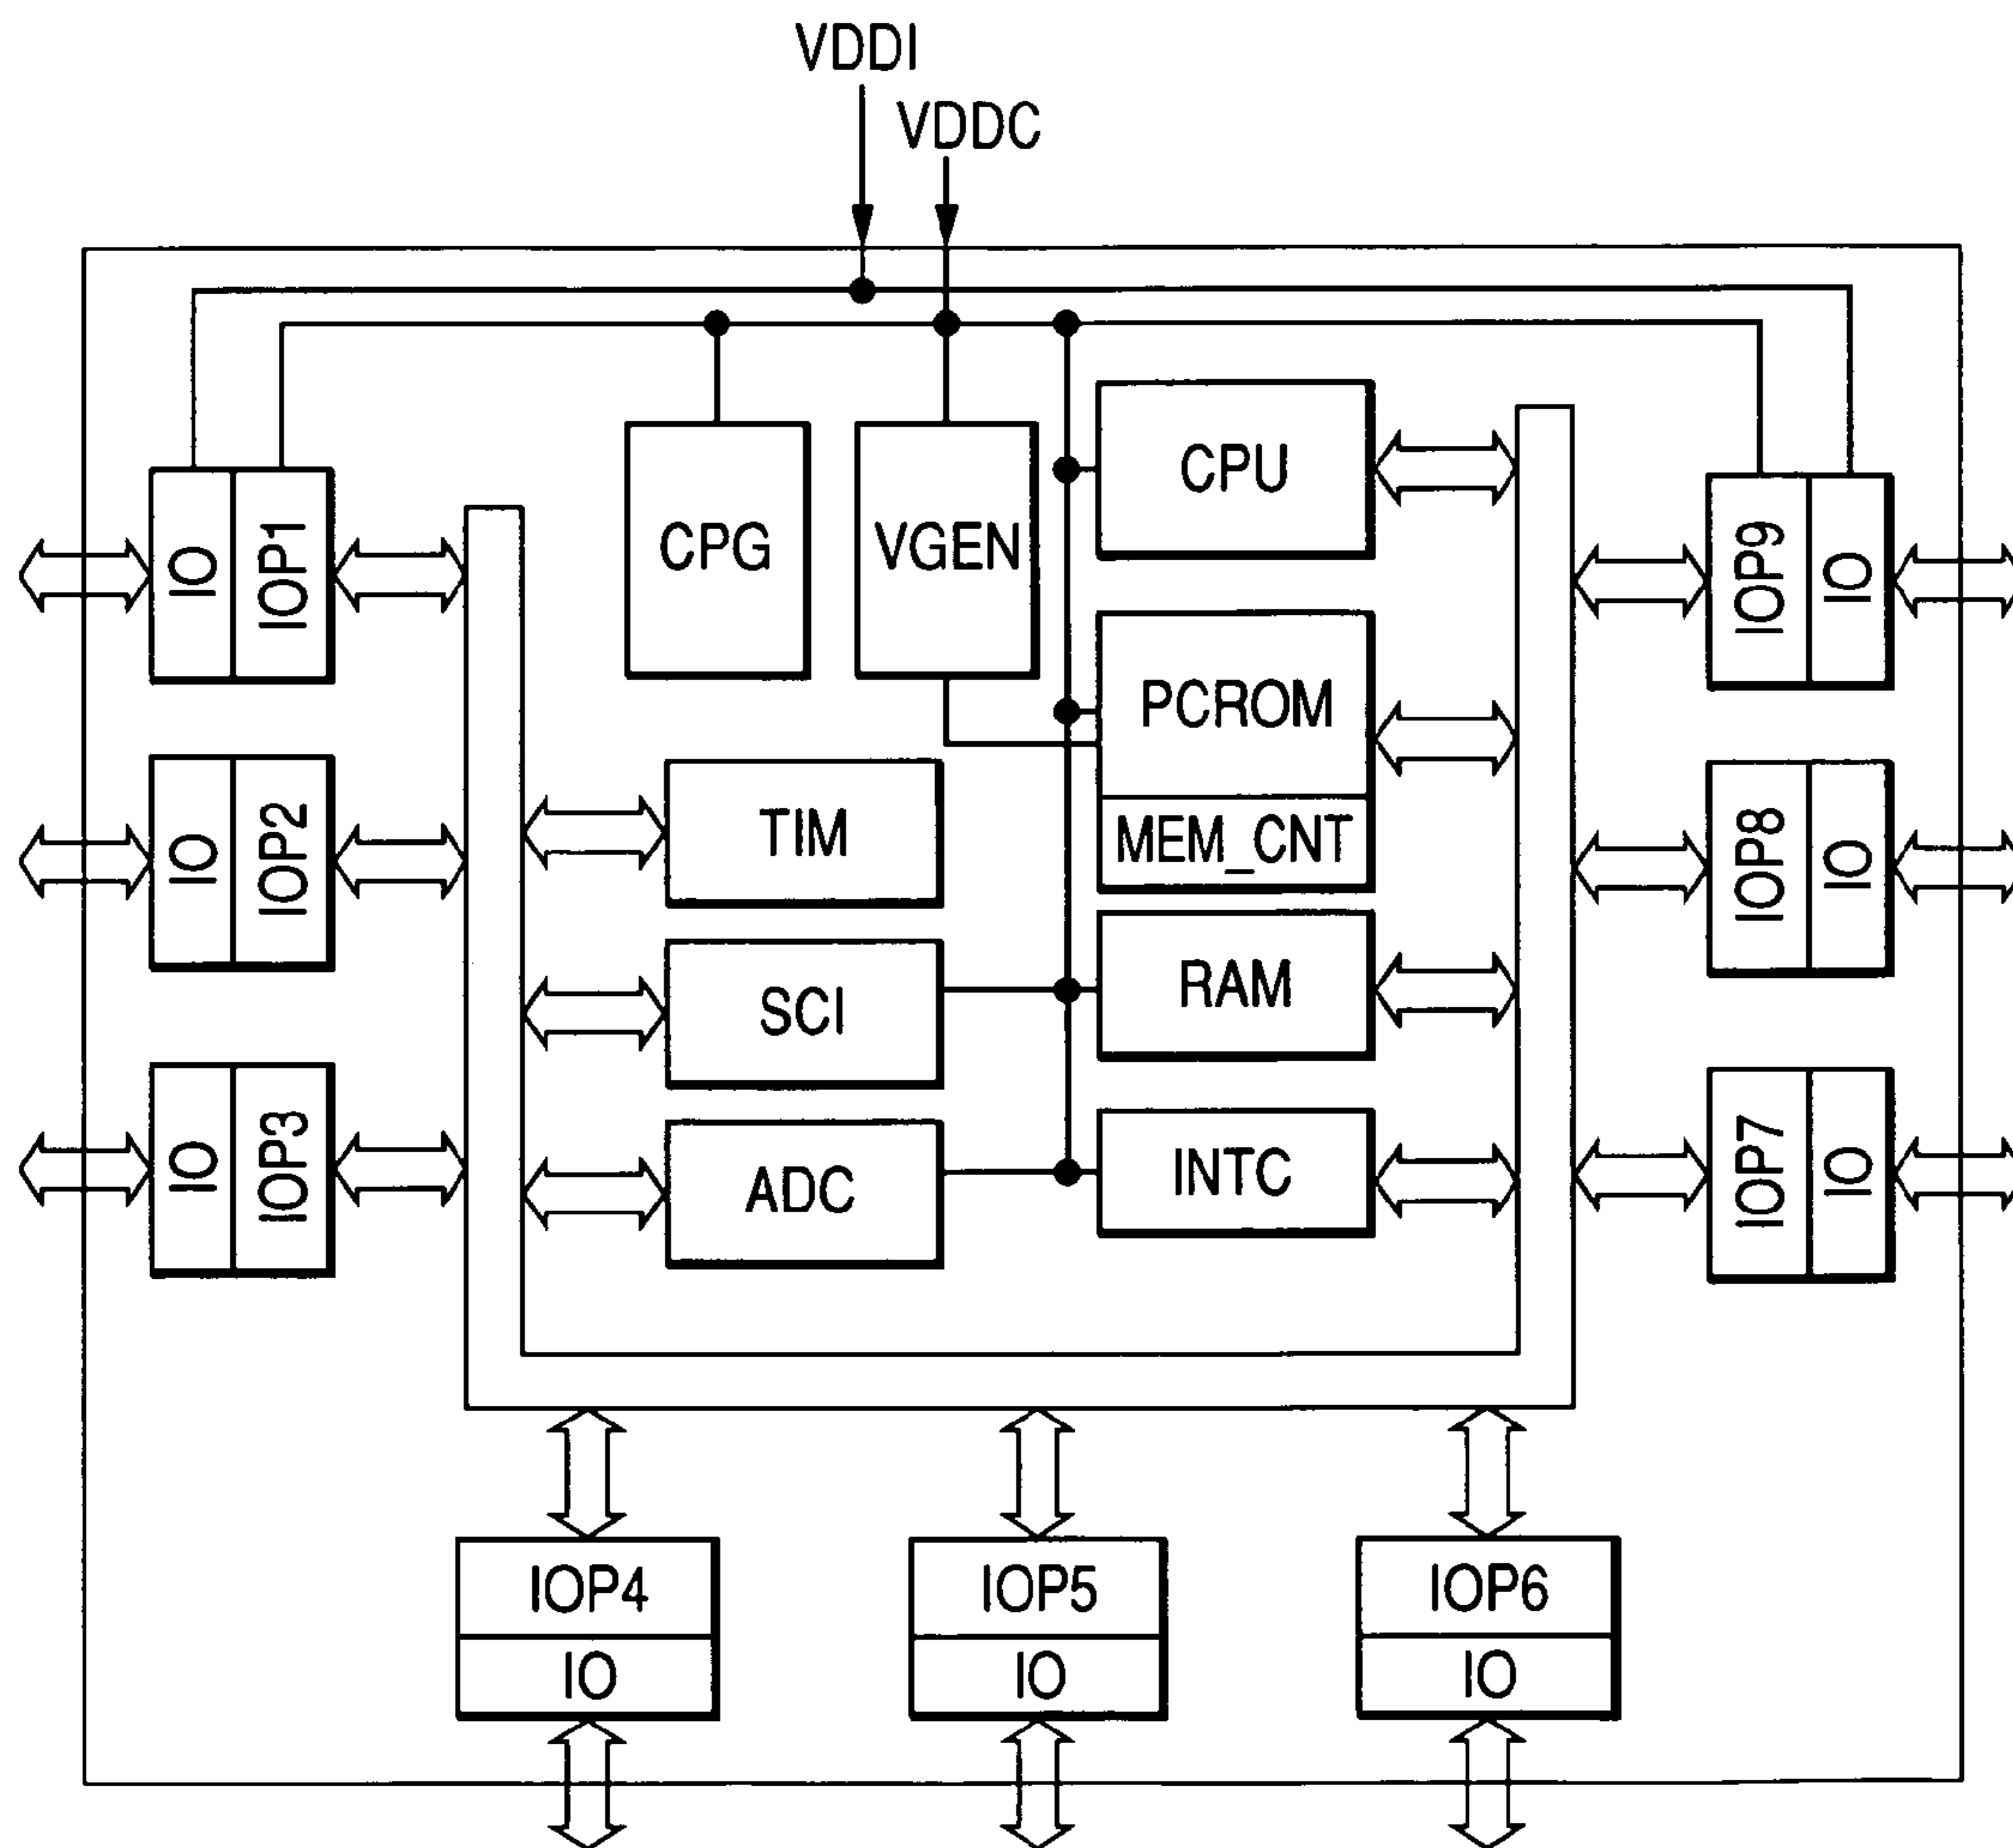 VDDI
VDDC
CPU
CPG
VGEN
IO
IOP1
IOP9
IO
PCROM
MEM_CNT
TIM
IO
IOP2
IOP8
IO
RAM
SCI
IO
IOP3
IOP7
IO
ADC
INTC
IOP4
IOP5
IOP6
IO
IO
IO